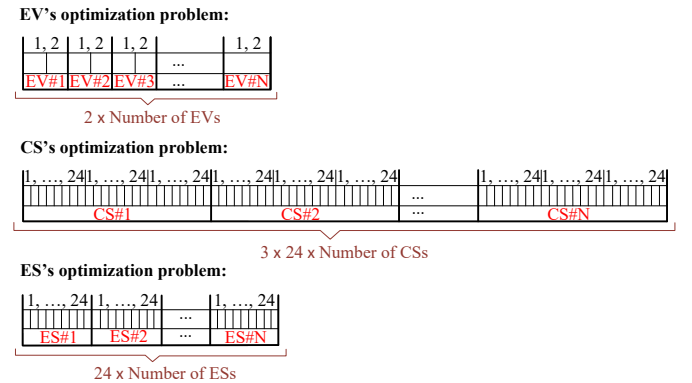 EV's optimization problem:
1, 2 1, 2 1, 2 1, 2
...
EV#1 EV#2 EV#3 ... EV#N
2 x Number of EVs
CS's optimization problem:
1, ..., 24 1, ..., 24 1, ..., 24 1, ..., 24 1, ..., 24 1, ..., 24 1, ..., 24 1, ..., 24 1, ..., 24
...
CS#1 CS#2 ... CS#N
3 x 24 x Number of CSs
ES's optimization problem:
1, ..., 24 1, ..., 24 1, ..., 24
...
ES#1 ES#2 ... ES#N
24 x Number of ESs